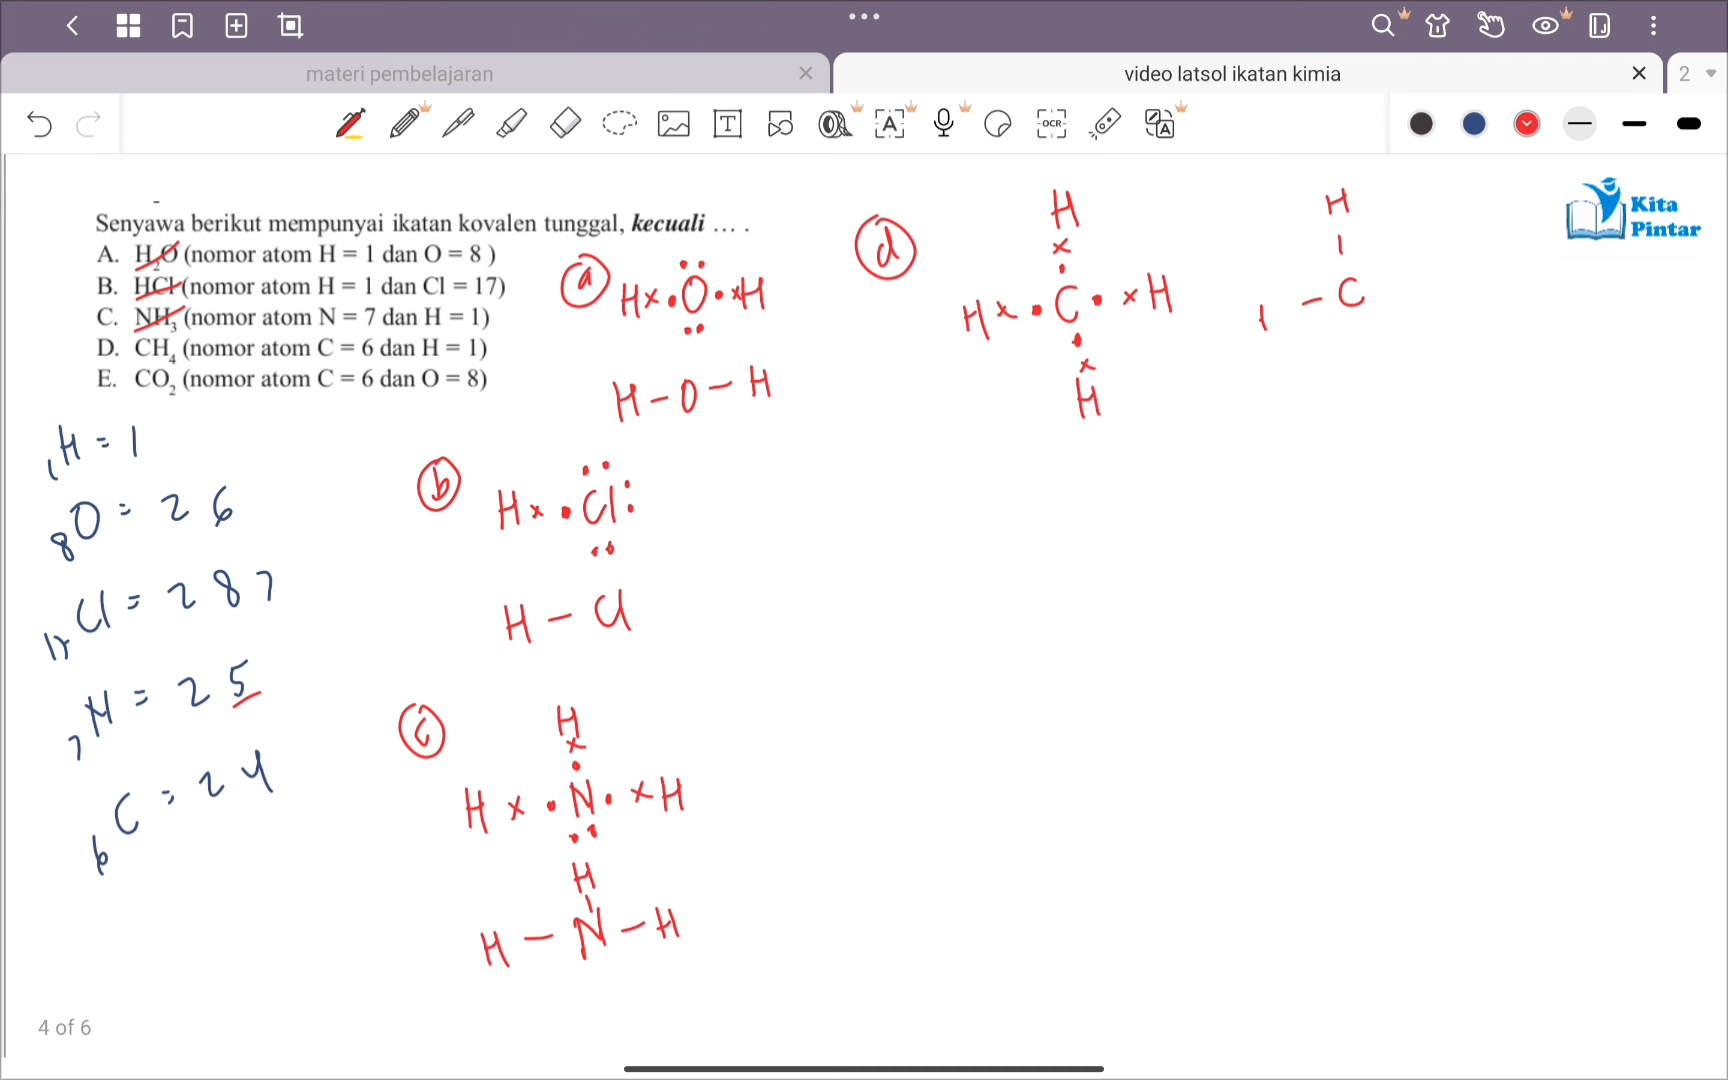 materi pembelajaran
video latsol ikatan kimia
2
T
A
OCR
A
Kita
Pintar
Senyawa berikut mempunyai ikatan kovalen tunggal, kecuali ... .
A. H₂O (nomor atom H = 1 dan O = 8 )
B. HCl (nomor atom H = 1 dan Cl = 17)
C. NH₃ (nomor atom N = 7 dan H = 1)
D. CH₄ (nomor atom C = 6 dan H = 1)
E. CO₂ (nomor atom C = 6 dan O = 8)
₁H = 1
₈O = 2 6
₁₇Cl = 2 8 7
₇N = 2 5
₆C = 2 4
a
H x • O • x H
H - O - H
b
H x • Cl :
H - Cl
c
H
x
•
H x • N • x H
••
H
|
H - N - H
d
H
x
•
H x • C • x H
•
x
H
H
|
- C
4 of 6